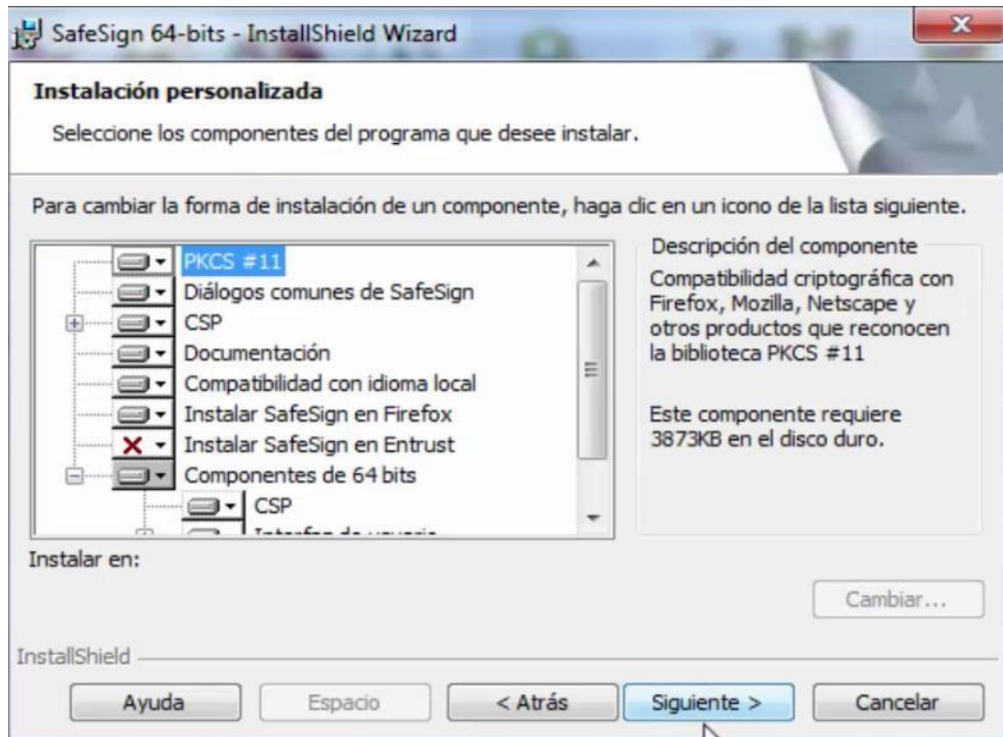 SafeSign 64-bits - InstallShield Wizard
Instalación personalizada
Seleccione los componentes del programa que desee instalar.
Para cambiar la forma de instalación de un componente, haga clic en un icono de la lista siguiente.
PKCS #11
Diálogos comunes de SafeSign
CSP
Documentación
Compatibilidad con idioma local
Instalar SafeSign en Firefox
Instalar SafeSign en Entrust
Componentes de 64 bits
CSP
Interfaz de usuario
Descripción del componente
Compatibilidad criptográfica con
Firefox, Mozilla, Netscape y
otros productos que reconocen
la biblioteca PKCS #11
Este componente requiere
3873KB en el disco duro.
Instalar en:
Cambiar...
InstallShield
Ayuda
Espacio
< Atrás
Siguiente >
Cancelar